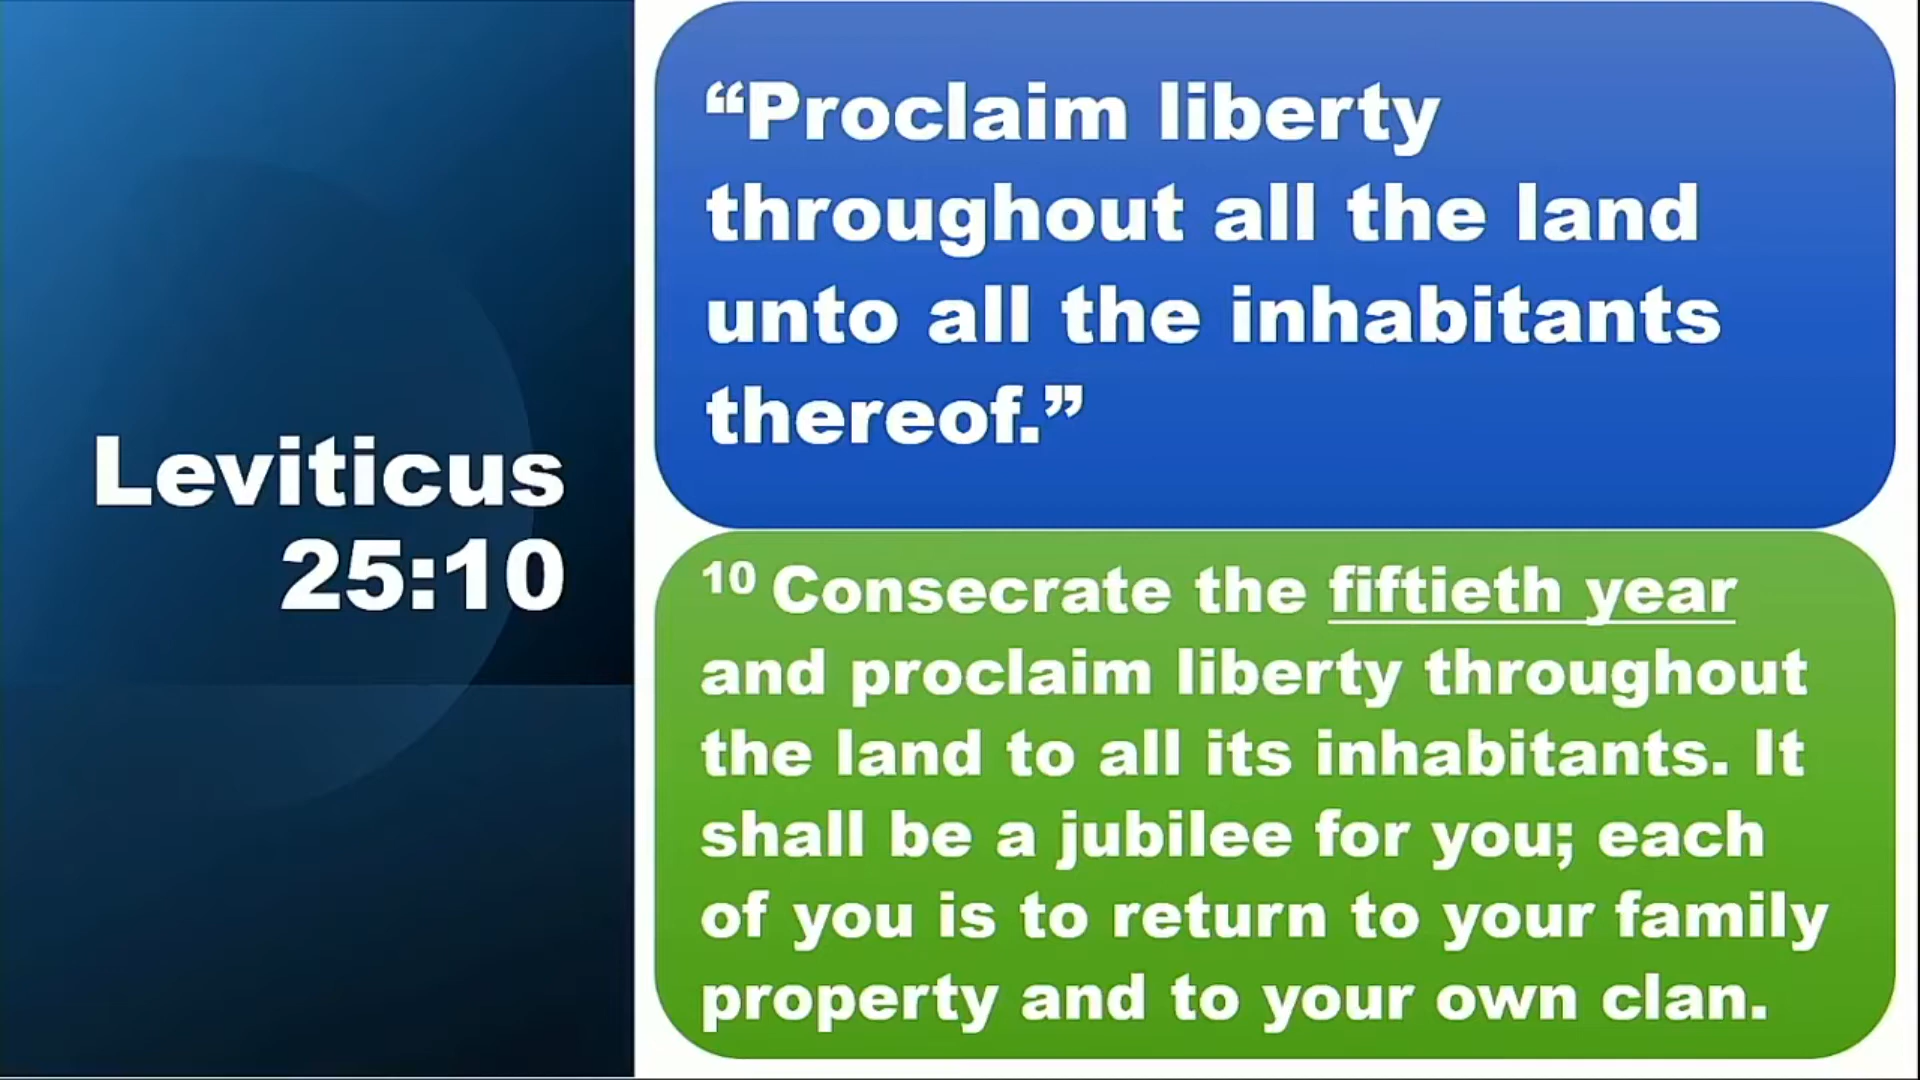 Leviticus
25:10
“Proclaim liberty
throughout all the land
unto all the inhabitants
thereof.”
10 Consecrate the fiftieth year
and proclaim liberty throughout
the land to all its inhabitants. It
shall be a jubilee for you; each
of you is to return to your family
property and to your own clan.